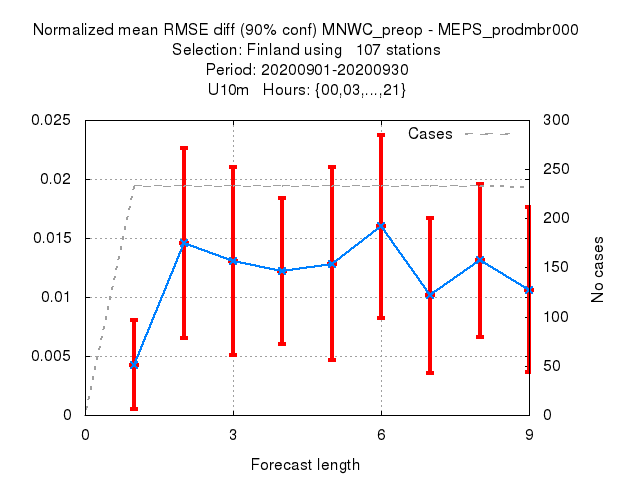 Normalized mean RMSE diff (90% conf) MNWC_preop - MEPS_prodmbr000
Selection: Finland using   107 stations
Period: 20200901-20200930
U10m   Hours: {00,03,...,21}
0.025
0.02
0.015
0.01
0.005
0
300
250
200
150
100
50
0
Cases
No cases
0 3 6 9
Forecast length